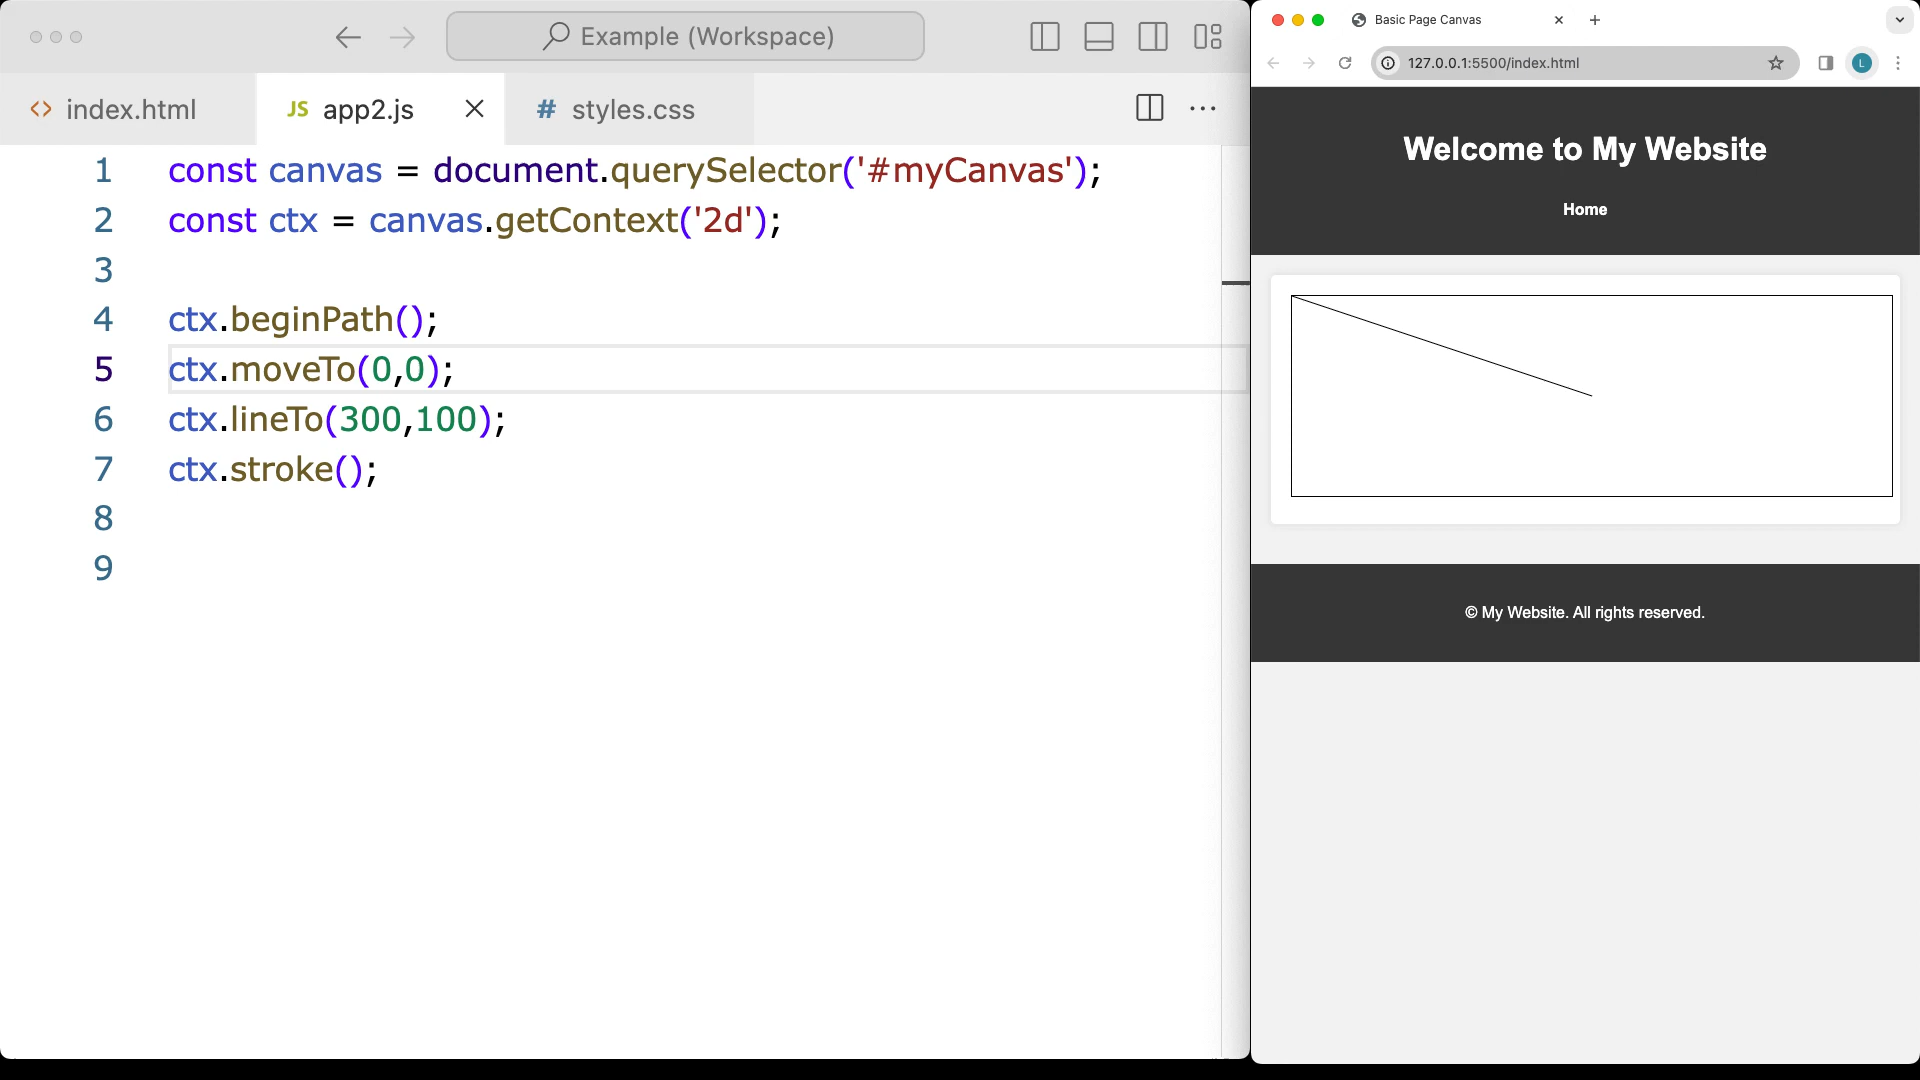 Example (Workspace)
index.html
JS app2.js
# styles.css
1 const canvas = document.querySelector('#myCanvas');
2 const ctx = canvas.getContext('2d');
3
4 ctx.beginPath();
5 ctx.moveTo(0,0);
6 ctx.lineTo(300,100);
7 ctx.stroke();
8
9
Basic Page Canvas
127.0.0.1:5500/index.html
L
Welcome to My Website
Home
© My Website. All rights reserved.